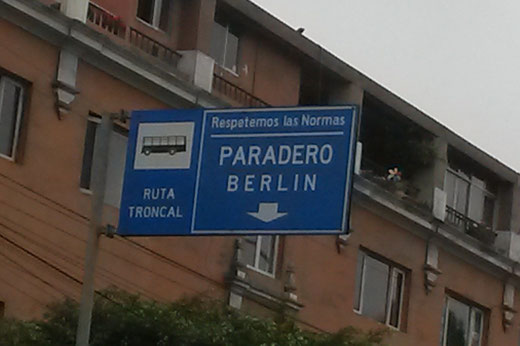 Respetemos las Normas
PARADERO
BERLIN
RUTA
TRONCAL